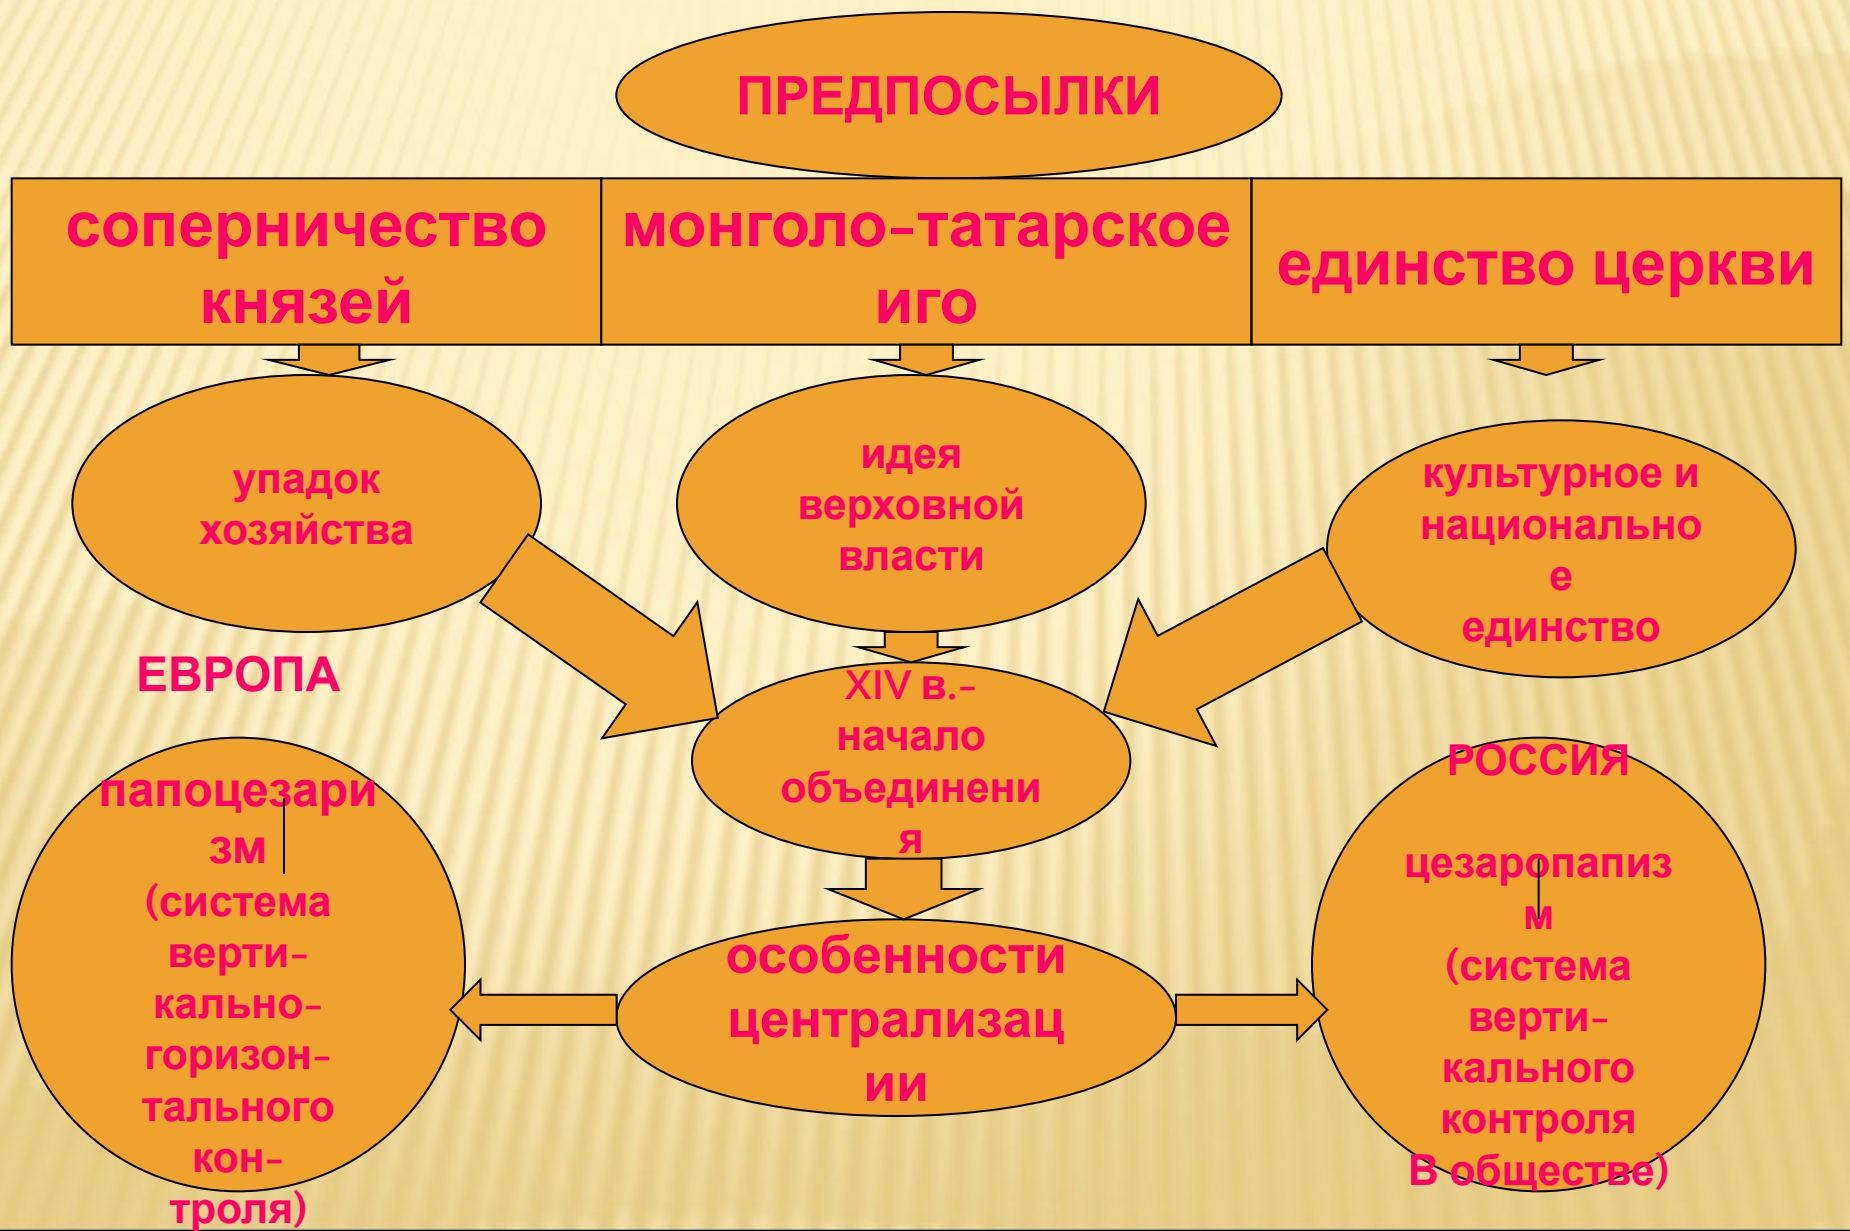 ПРЕДПОСЫЛКИ
соперничество
князей
монголо-татарское
иго
единство церкви
упадок
хозяйства
идея
верховной
власти
культурное и
национально
е
единство
ЕВРОПА
XIV в.-
начало
объединени
я
папоцезари
зм
(система
верти-
кально-
горизон-
тального
кон-
троля)
особенности
централизац
ии
РОССИЯ
цезаропапиз
м
(система
верти-
кального
контроля
В обществе)